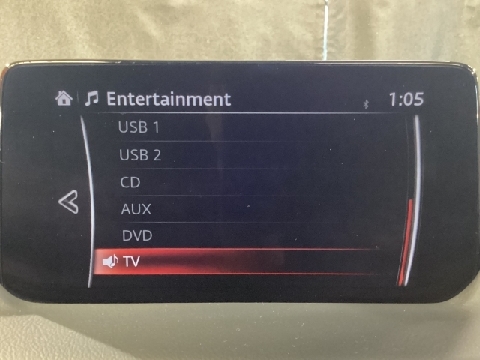 Entertainment 1:05
USB 1
USB 2
CD
AUX
DVD
TV